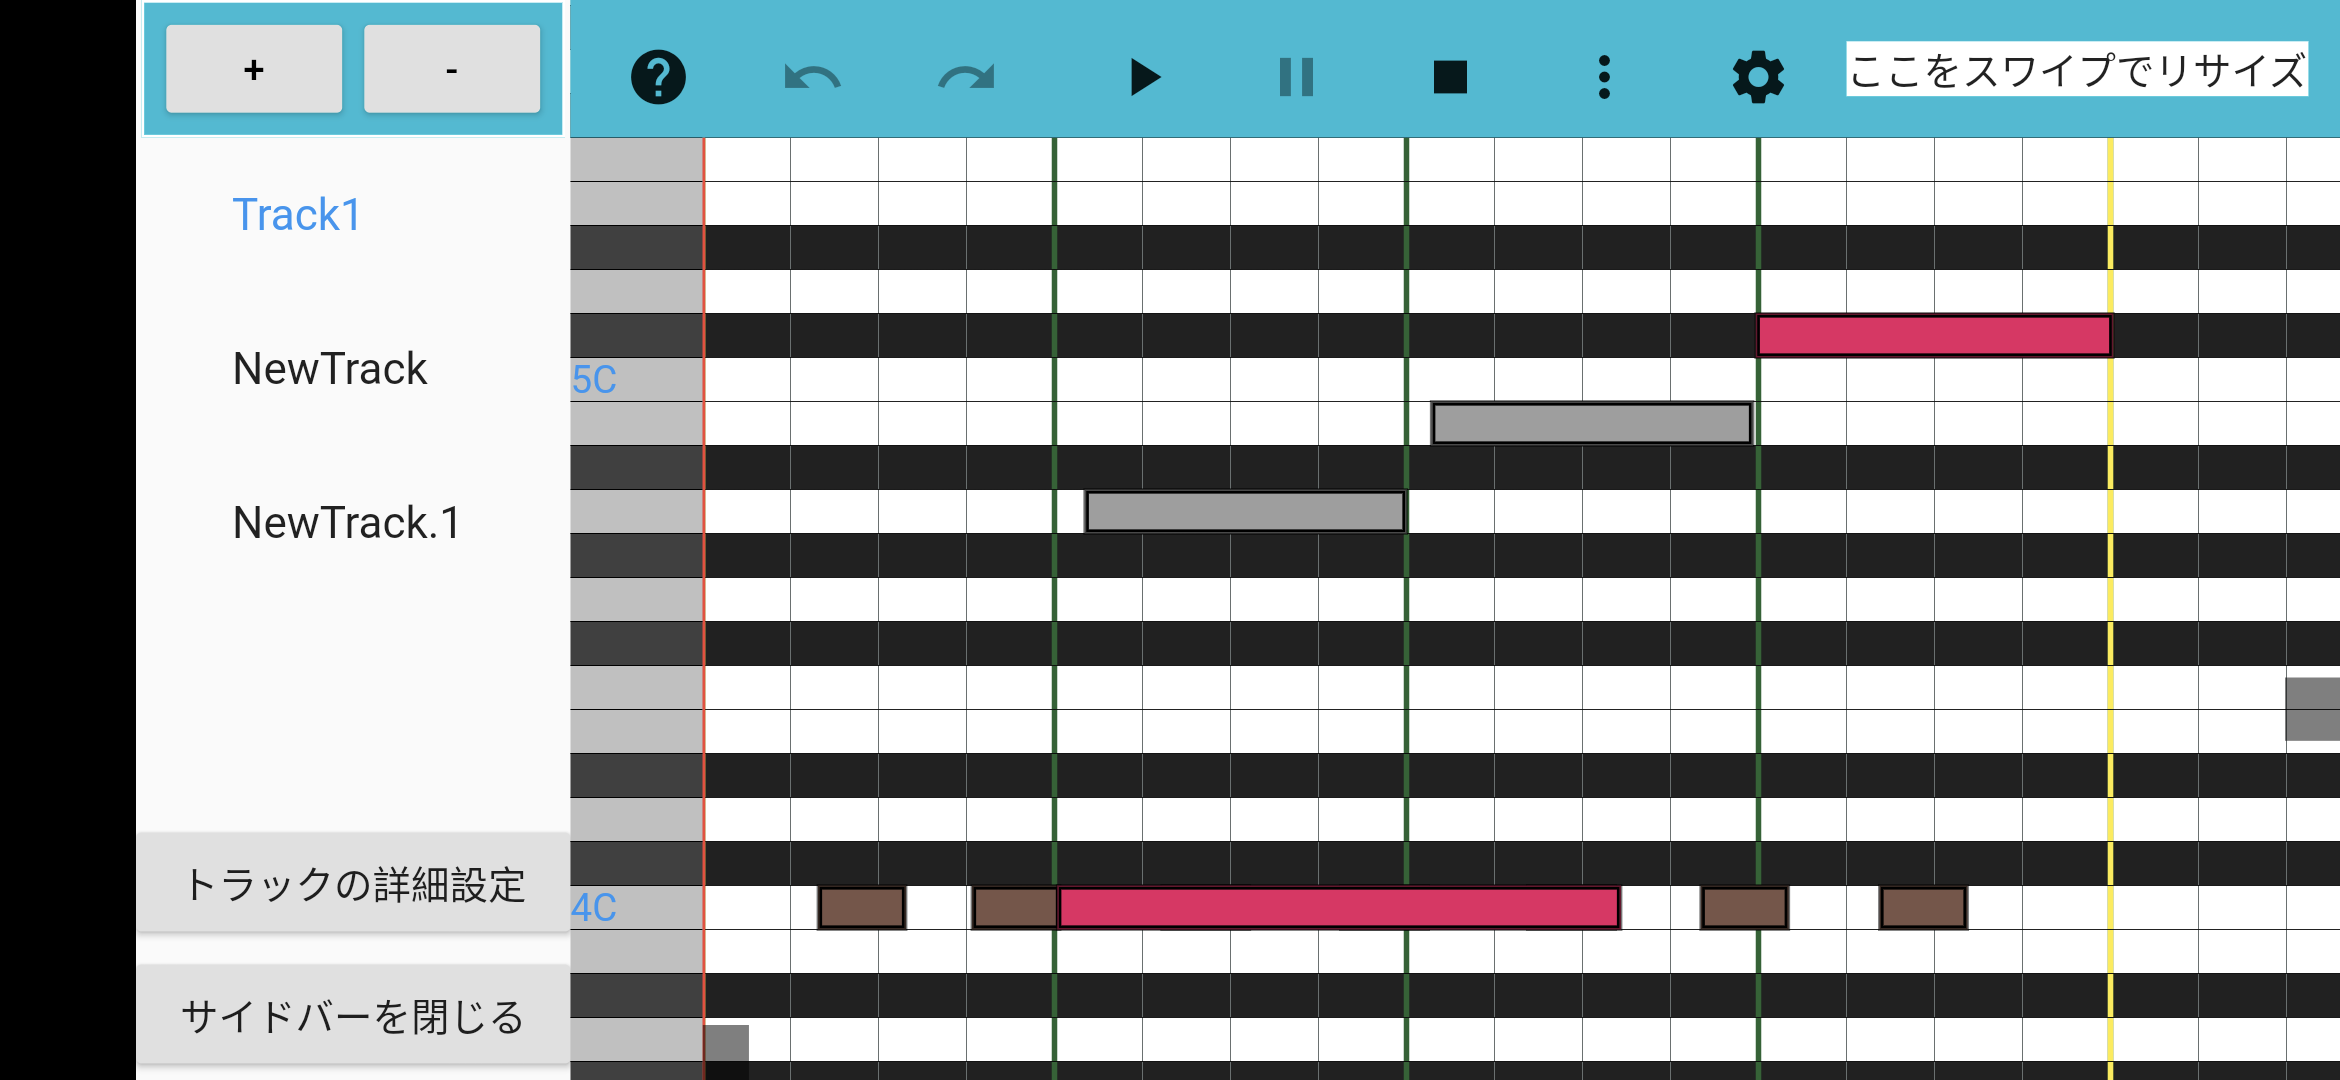 + -
ここをスワイプでリサイズ
Track1
NewTrack
NewTrack.1
トラックの詳細設定
サイドバーを閉じる
5C
4C